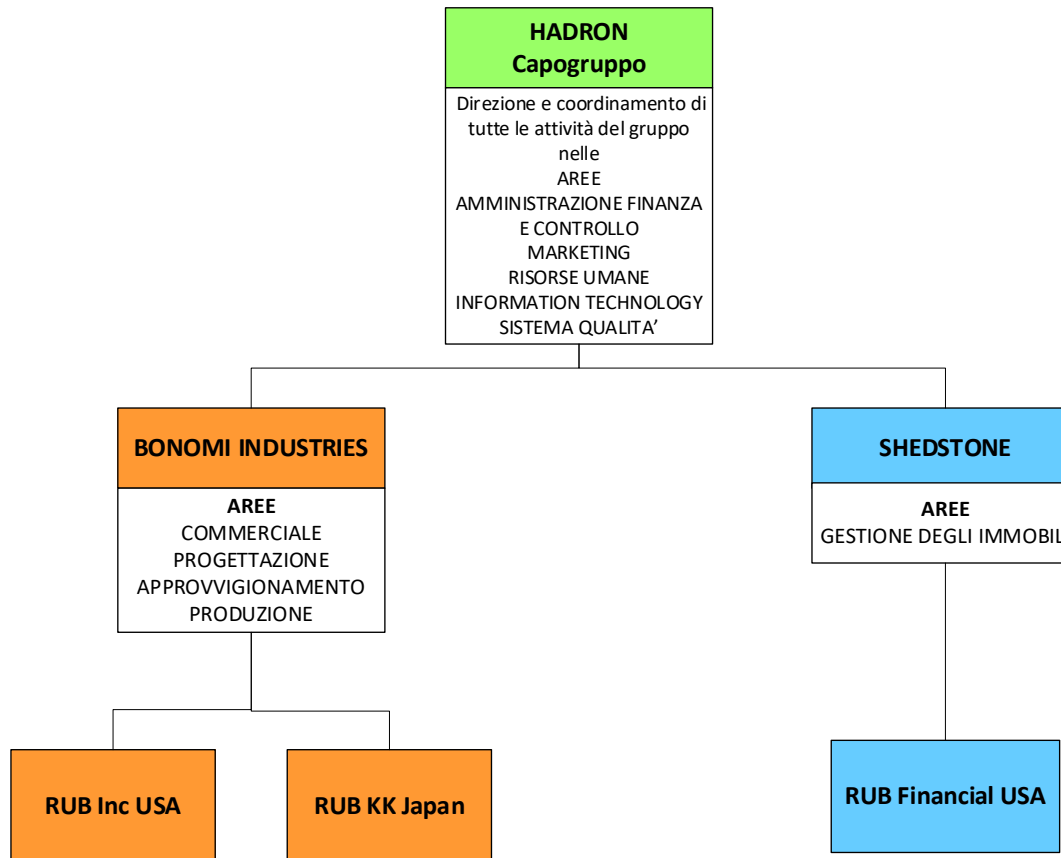 HADRON
Capogruppo
Direzione e coordinamento di
tutte le attività del gruppo
nelle
AREE
AMMINISTRAZIONE FINANZA
E CONTROLLO
MARKETING
RISORSE UMANE
INFORMATION TECHNOLOGY
SISTEMA QUALITA’
BONOMI INDUSTRIES
AREE
COMMERCIALE
PROGETTAZIONE
APPROVVIGIONAMENTO
PRODUZIONE
SHEDSTONE
AREE
GESTIONE DEGLI IMMOBIL
RUB Inc USA
RUB KK Japan
RUB Financial USA